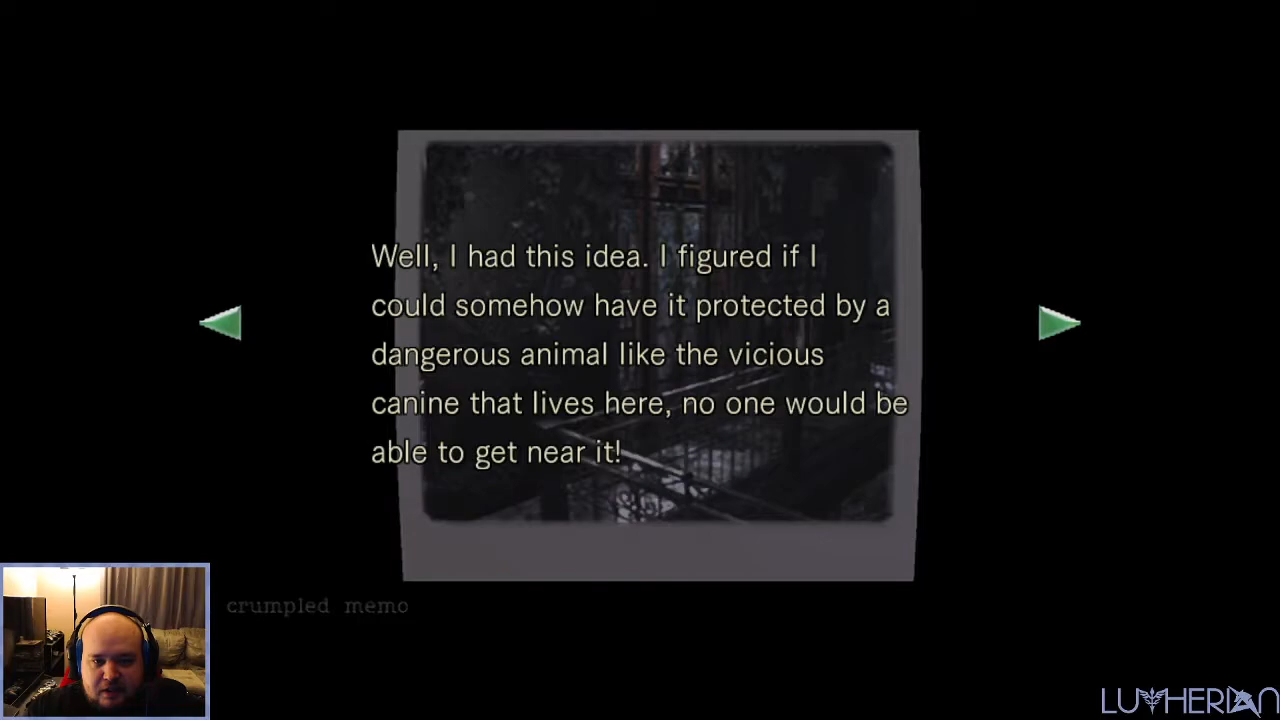 Well, I had this idea. I figured if I
could somehow have it protected by a
dangerous animal like the vicious
canine that lives here, no one would be
able to get near it!
crumpled memo
LUTHERIAN